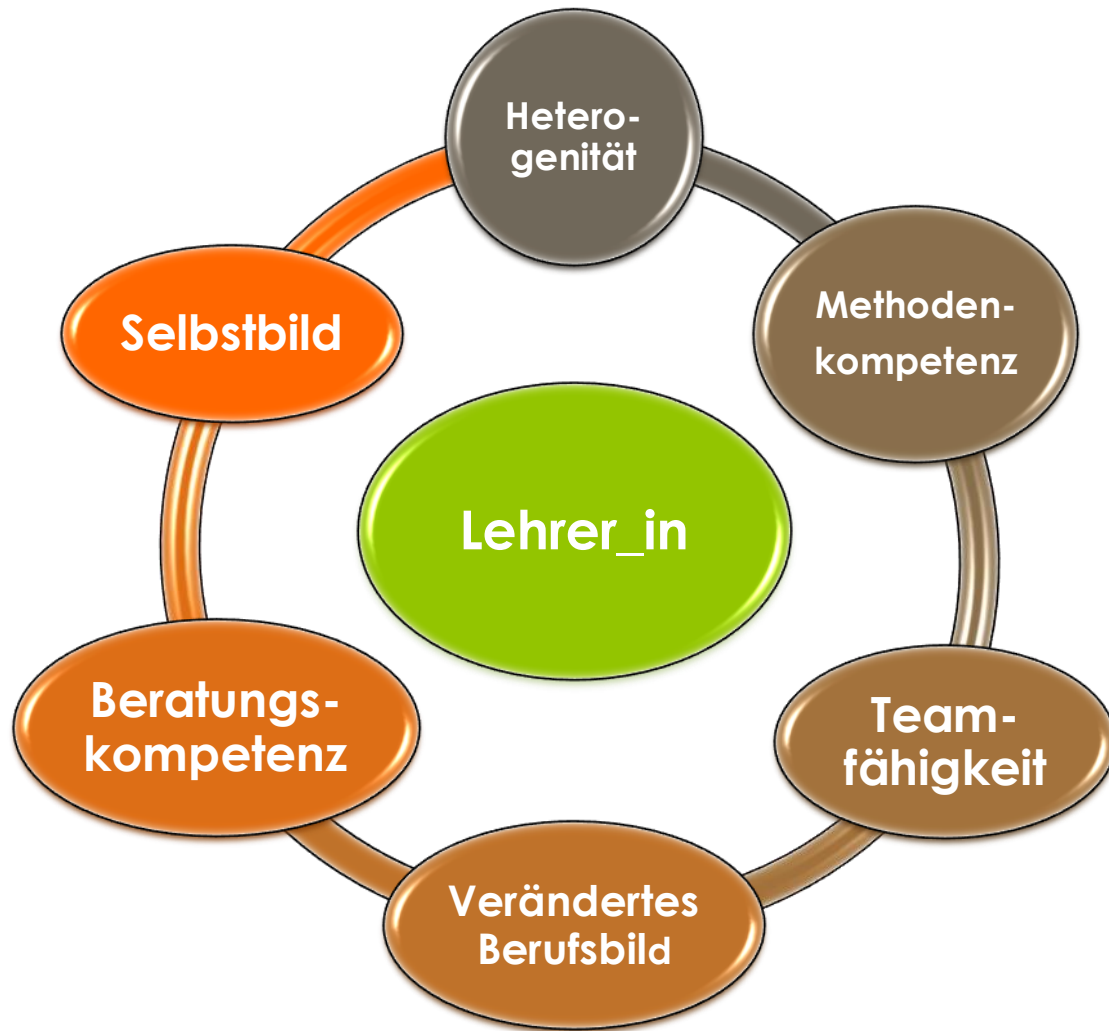 Hetero-
genität
Methoden-
kompetenz
Team-
fähigkeit
Verändertes
Berufsbild
Beratungs-
kompetenz
Selbstbild
Lehrer_in